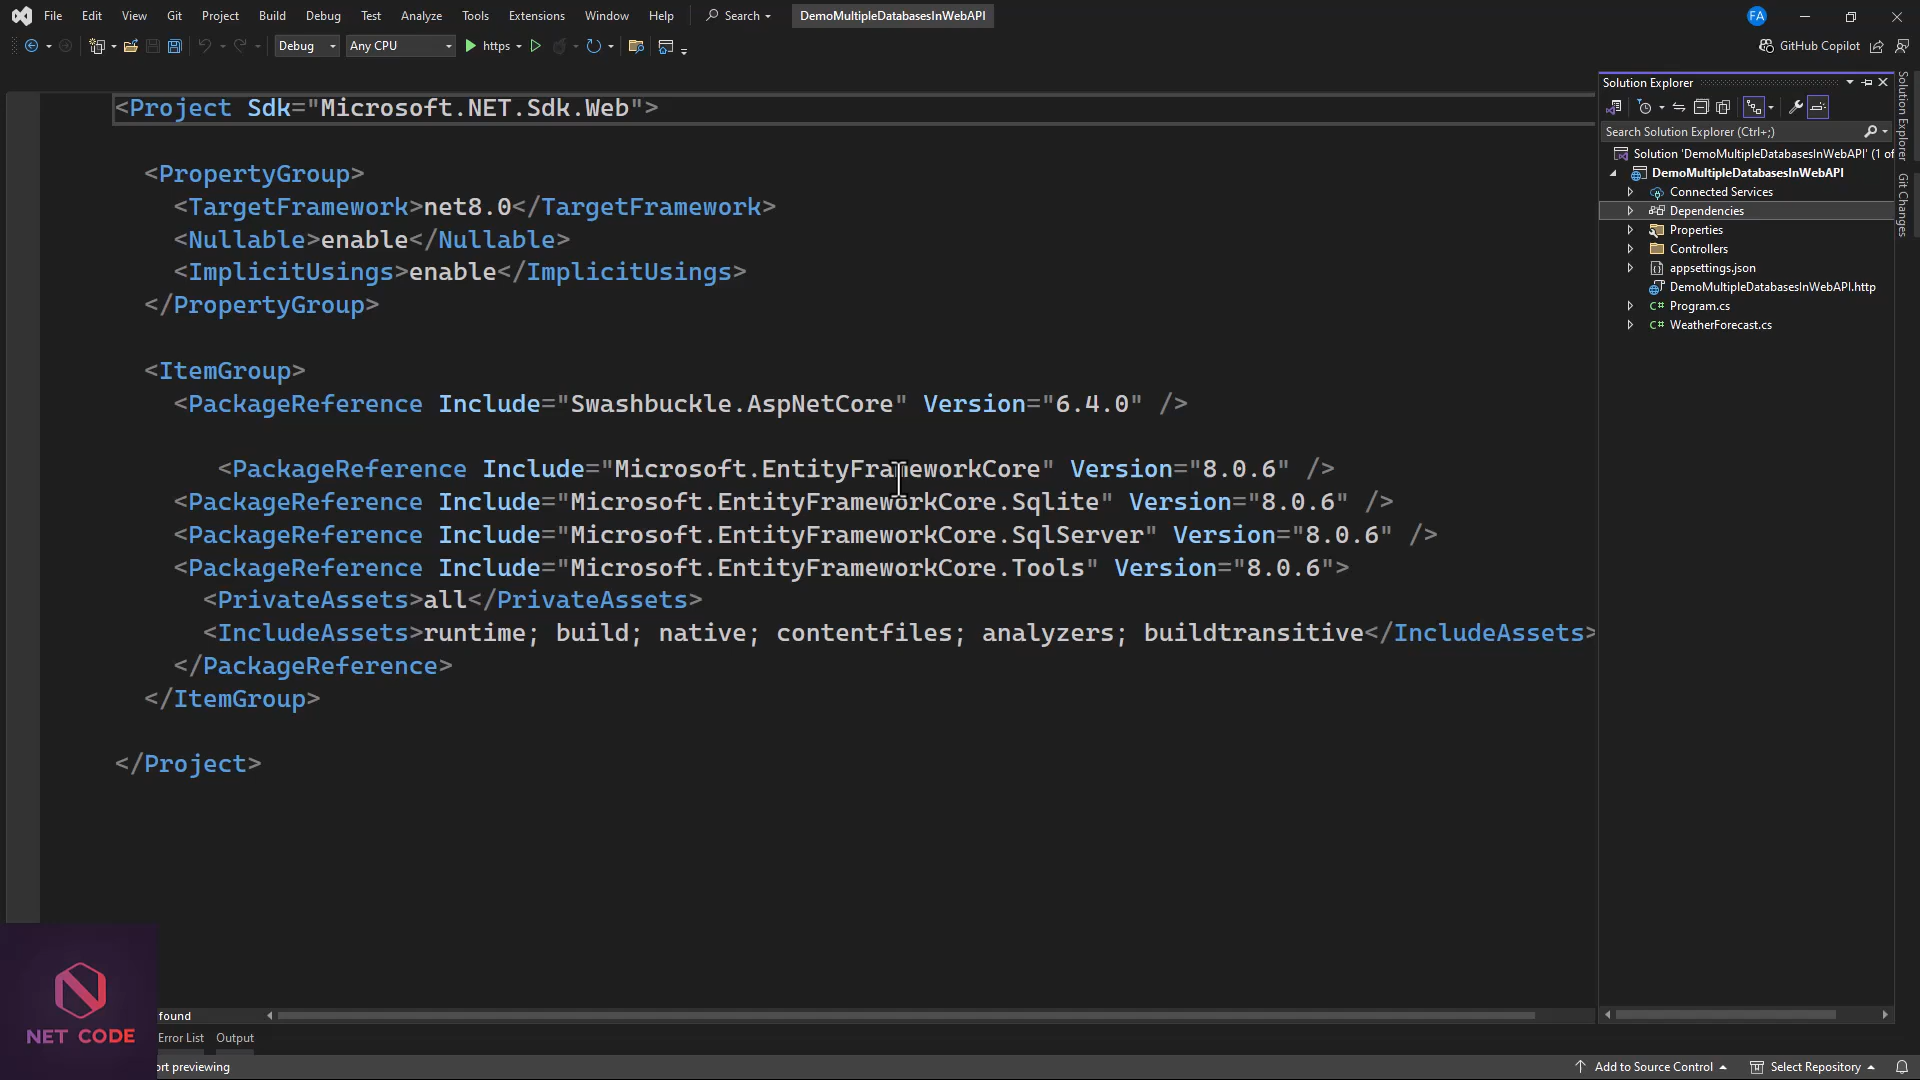 File Edit View Git Project Build Debug Test Analyze Tools Extensions Window Help Search DemoMultipleDatabasesInWebAPI FA
Debug Any CPU https GitHub Copilot
<Project Sdk="Microsoft.NET.Sdk.Web">
<PropertyGroup>
<TargetFramework>net8.0</TargetFramework>
<Nullable>enable</Nullable>
<ImplicitUsings>enable</ImplicitUsings>
</PropertyGroup>
<ItemGroup>
<PackageReference Include="Swashbuckle.AspNetCore" Version="6.4.0" />
<PackageReference Include="Microsoft.EntityFrameworkCore" Version="8.0.6" />
<PackageReference Include="Microsoft.EntityFrameworkCore.Sqlite" Version="8.0.6" />
<PackageReference Include="Microsoft.EntityFrameworkCore.SqlServer" Version="8.0.6" />
<PackageReference Include="Microsoft.EntityFrameworkCore.Tools" Version="8.0.6">
<PrivateAssets>all</PrivateAssets>
<IncludeAssets>runtime; build; native; contentfiles; analyzers; buildtransitive</IncludeAssets>
</PackageReference>
</ItemGroup>
</Project>
Solution Explorer
Search Solution Explorer (Ctrl+;)
Solution 'DemoMultipleDatabasesInWebAPI' (1 of
DemoMultipleDatabasesInWebAPI
Connected Services
Dependencies
Properties
Controllers
appsettings.json
DemoMultipleDatabasesInWebAPI.http
C# Program.cs
C# WeatherForecast.cs
Solution Explorer
Git Changes
found
Error List Output
ort previewing
Add to Source Control Select Repository
NET CODE